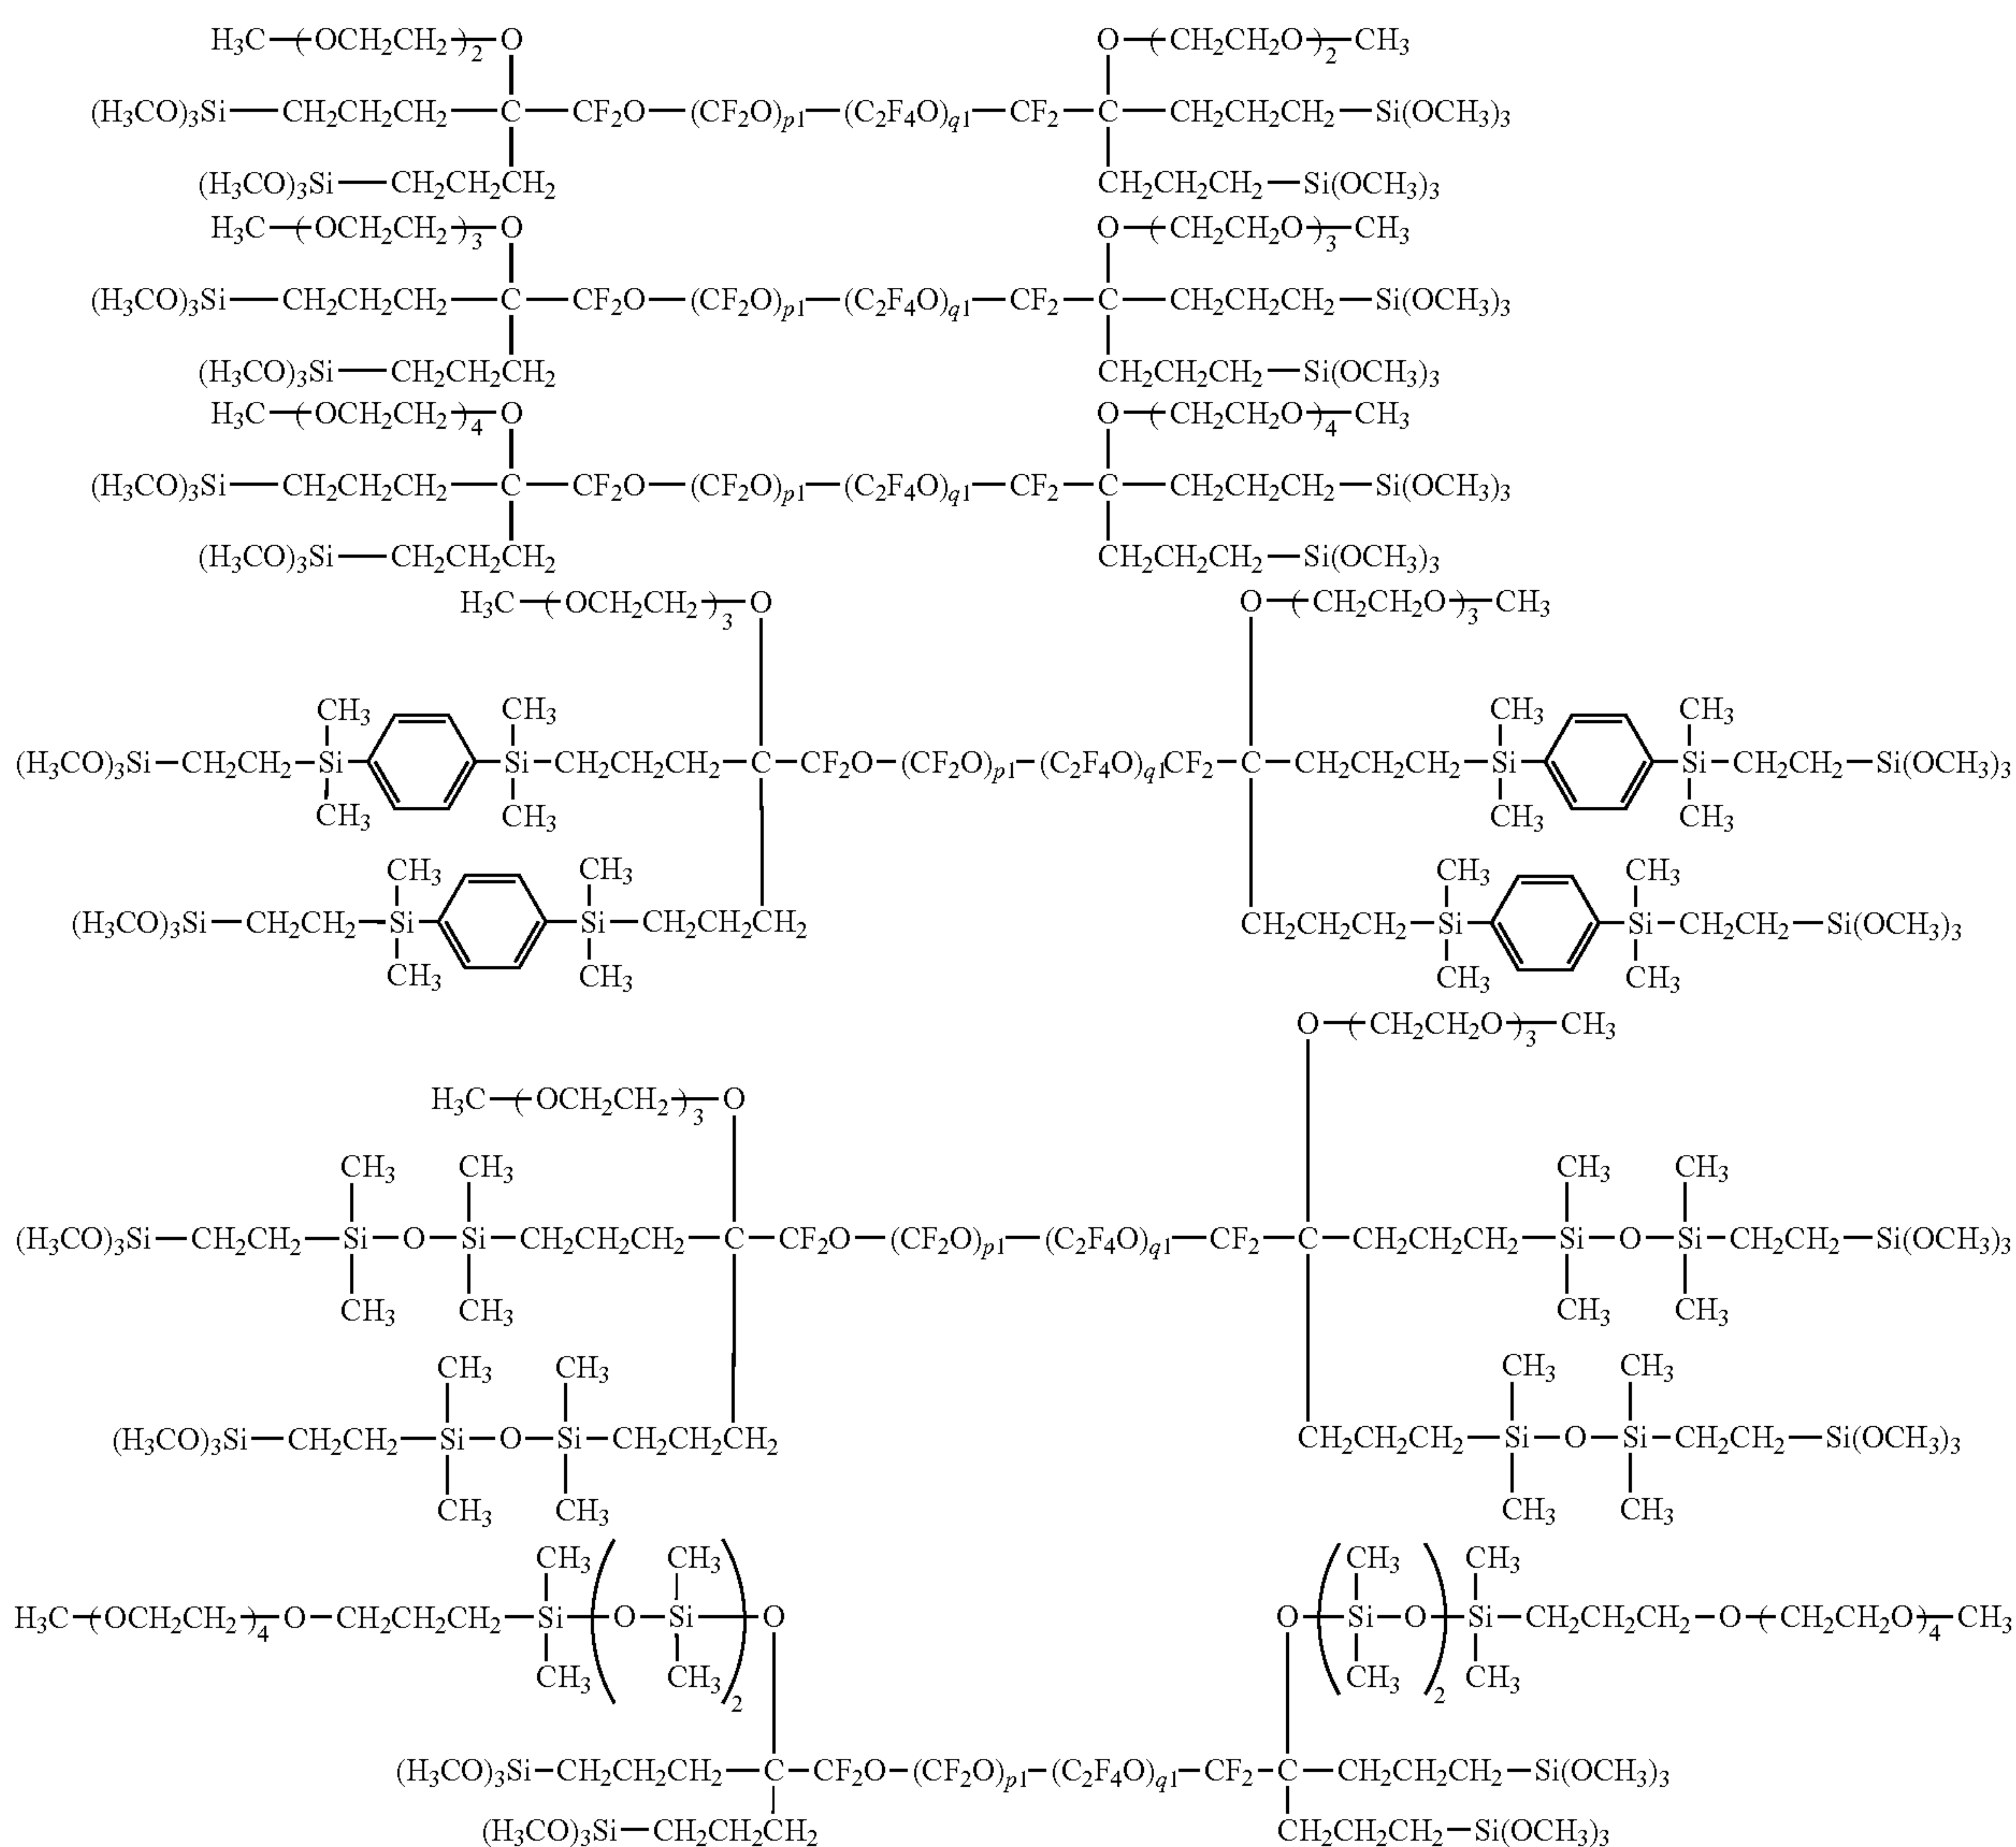 H3C—(OCH2CH2)2—O O—(CH2CH2O)2—CH3
(H3CO)3Si—CH2CH2CH2—C—CF2O—(CF2O)p1—(C2F4O)q1—CF2—C—CH2CH2CH2—Si(OCH3)3
(H3CO)3Si—CH2CH2CH2 CH2CH2CH2—Si(OCH3)3
H3C—(OCH2CH2)3—O O—(CH2CH2O)3—CH3
(H3CO)3Si—CH2CH2CH2—C—CF2O—(CF2O)p1—(C2F4O)q1—CF2—C—CH2CH2CH2—Si(OCH3)3
(H3CO)3Si—CH2CH2CH2 CH2CH2CH2—Si(OCH3)3
H3C—(OCH2CH2)4—O O—(CH2CH2O)4—CH3
(H3CO)3Si—CH2CH2CH2—C—CF2O—(CF2O)p1—(C2F4O)q1—CF2—C—CH2CH2CH2—Si(OCH3)3
(H3CO)3Si—CH2CH2CH2 CH2CH2CH2—Si(OCH3)3
H3C—(OCH2CH2)3—O O—(CH2CH2O)3—CH3
CH3 CH3 CH3 CH3
(H3CO)3Si—CH2CH2—Si Si—CH2CH2CH2—C—CF2O—(CF2O)p1—(C2F4O)q1CF2—C—CH2CH2CH2—Si Si—CH2CH2—Si(OCH3)3
CH3 CH3 CH3 CH3
CH3 CH3 CH3 CH3
(H3CO)3Si—CH2CH2—Si Si—CH2CH2CH2 CH2CH2CH2—Si Si—CH2CH2—Si(OCH3)3
CH3 CH3 CH3 CH3
O—(CH2CH2O)3—CH3
H3C—(OCH2CH2)3—O
CH3 CH3 CH3 CH3
(H3CO)3Si—CH2CH2—Si—O—Si—CH2CH2CH2—C—CF2O—(CF2O)p1—(C2F4O)q1—CF2—C—CH2CH2CH2—Si—O—Si—CH2CH2—Si(OCH3)3
CH3 CH3 CH3 CH3
CH3 CH3 CH3 CH3
(H3CO)3Si—CH2CH2—Si—O—Si—CH2CH2CH2 CH2CH2CH2—Si—O—Si—CH2CH2—Si(OCH3)3
CH3 CH3 CH3 CH3
CH3 CH3 CH3 CH3
H3C—(OCH2CH2)4—O—CH2CH2CH2—Si(—O—Si—)2O O(—Si—O—)2Si—CH2CH2CH2—O—(CH2CH2O)4—CH3
CH3 CH3 CH3 CH3
(H3CO)3Si—CH2CH2CH2—C—CF2O—(CF2O)p1—(C2F4O)q1—CF2—C—CH2CH2CH2—Si(OCH3)3
(H3CO)3Si—CH2CH2CH2 CH2CH2CH2—Si(OCH3)3